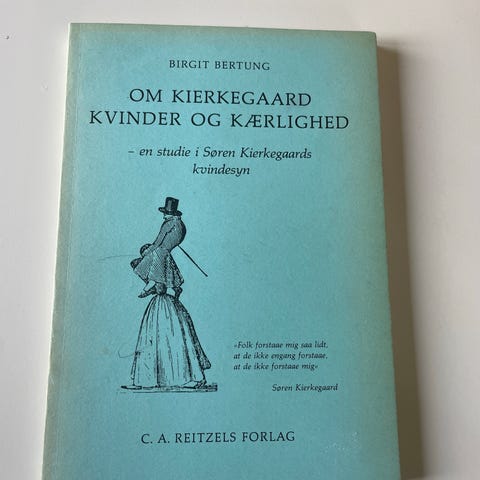 BIRGIT BERTUNG
OM KIERKEGAARD
KVINDER OG KÆRLIGHED
– en studie i Søren Kierkegaards
kvindesyn
»Folk forstaae mig saa lidt,
at de ikke engang forstaae,
at de ikke forstaae mig«
Søren Kierkegaard
C. A. REITZELS FORLAG